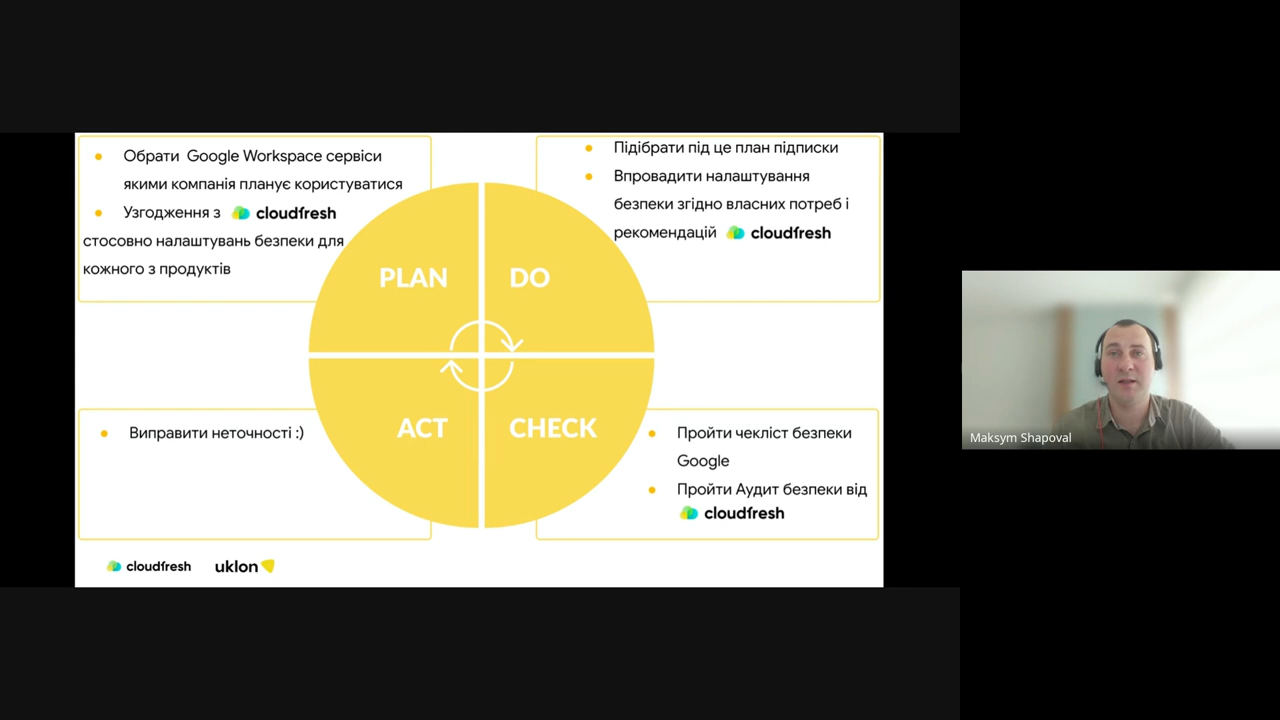 Обрати Google Workspace сервіси
якими компанія планує користуватися
Узгодження з cloudfresh
стосовно налаштувань безпеки для
кожного з продуктів
Підібрати під це план підписки
Впровадити налаштування
безпеки згідно власних потреб і
рекомендацій cloudfresh
PLAN
DO
ACT
CHECK
Виправити неточності :)
Пройти чекліст безпеки
Google
Пройти Аудит безпеки від
cloudfresh
cloudfresh uklon
Maksym Shapoval